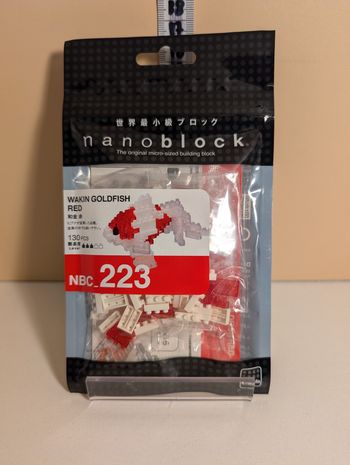 世界最小級ブロック
nanoblock
The original micro-sized building block
WAKIN GOLDFISH
RED
和金 赤
130PCS
NBC_223